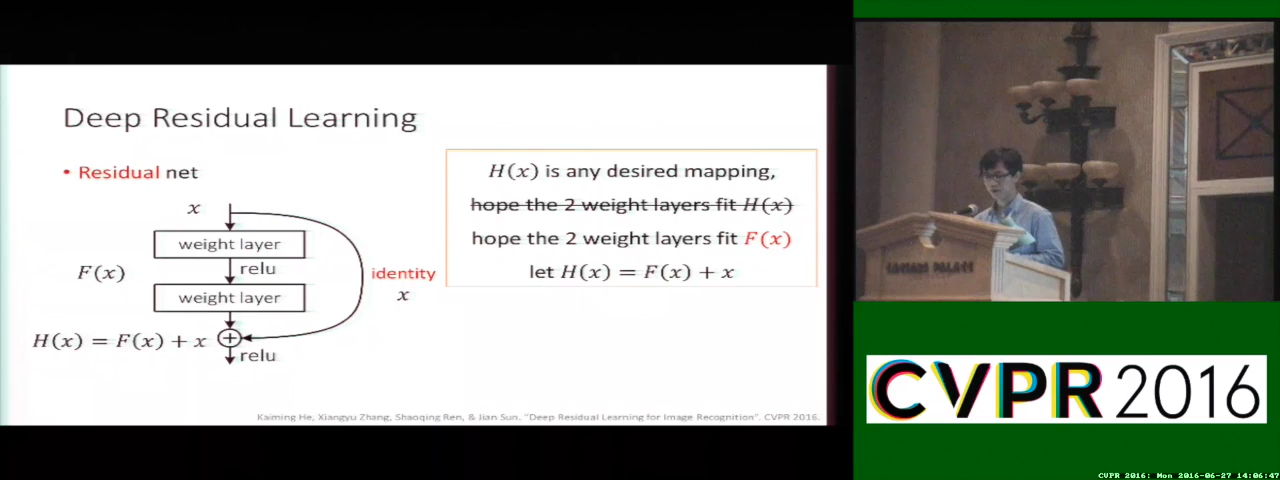 Deep Residual Learning
• Residual net
x
weight layer
relu
F(x)
weight layer
identity
x
H(x) = F(x) + x
relu
H(x) is any desired mapping,
hope the 2 weight layers fit H(x)
hope the 2 weight layers fit F(x)
let H(x) = F(x) + x
Kaiming He, Xiangyu Zhang, Shaoqing Ren, & Jian Sun. "Deep Residual Learning for Image Recognition". CVPR 2016.
CAESARS PALACE
CVPR 2016
CVPR 2016: Mon 2016-06-27 14:06:47